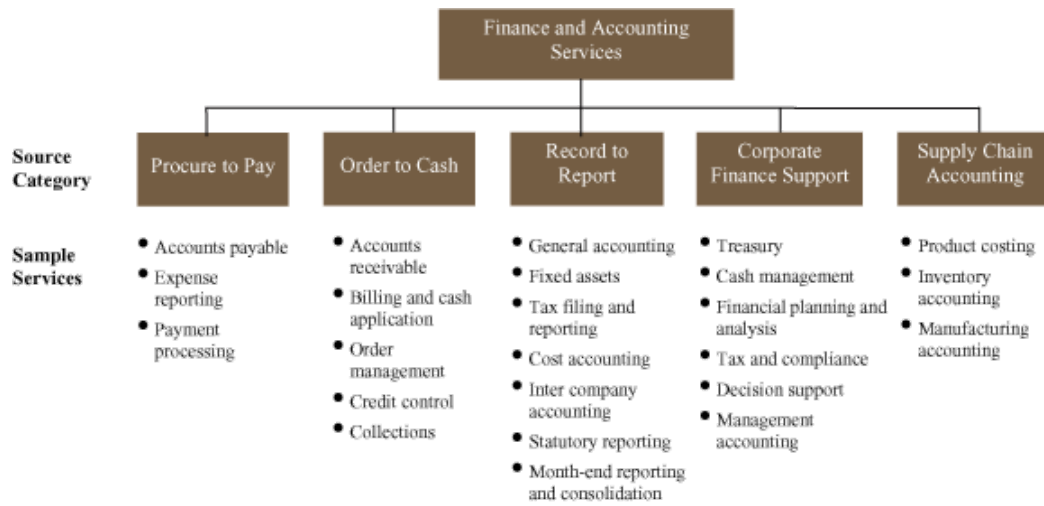 Finance and Accounting
Services
Source
Category
Procure to Pay
Order to Cash
Record to
Report
Corporate
Finance Support
Supply Chain
Accounting
Sample
Services
• Accounts payable
• Expense
reporting
• Payment
processing
• Accounts
receivable
• Billing and cash
application
• Order
management
• Credit control
• Collections
• General accounting
• Fixed assets
• Tax filing and
reporting
• Cost accounting
• Inter company
accounting
• Statutory reporting
• Month-end reporting
and consolidation
• Treasury
• Cash management
• Financial planning and
analysis
• Tax and compliance
• Decision support
• Management
accounting
• Product costing
• Inventory
accounting
• Manufacturing
accounting